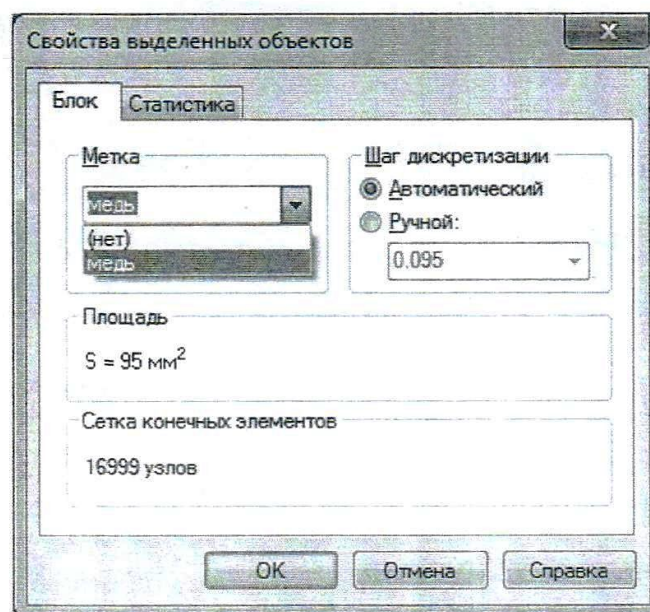 Свойства выделенных объектов
Блок
Статистика
Метка
медь
(нет)
медь
Шаг дискретизации
Автоматический
Ручной:
0,095
Площадь
S = 95 мм²
Сетка конечных элементов
16999 узлов
ОК
Отмена
Справка